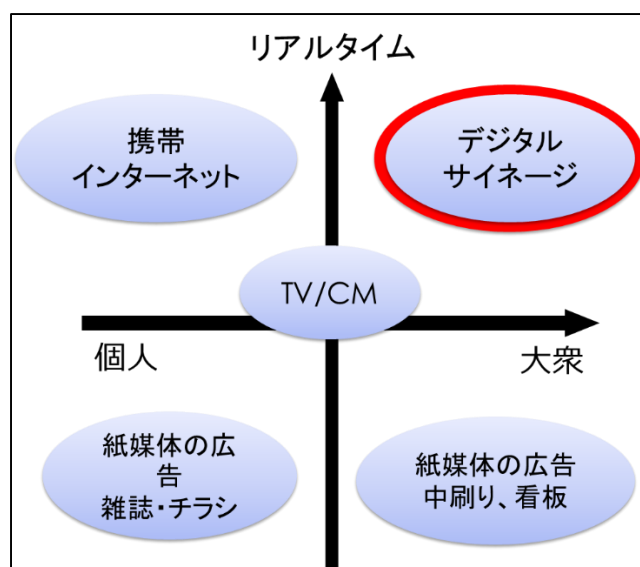 リアルタイム
携帯
インターネット
デジタル
サイネージ
TV/CM
個人
大衆
紙媒体の広
告
雑誌・チラシ
紙媒体の広告
中刷り、看板